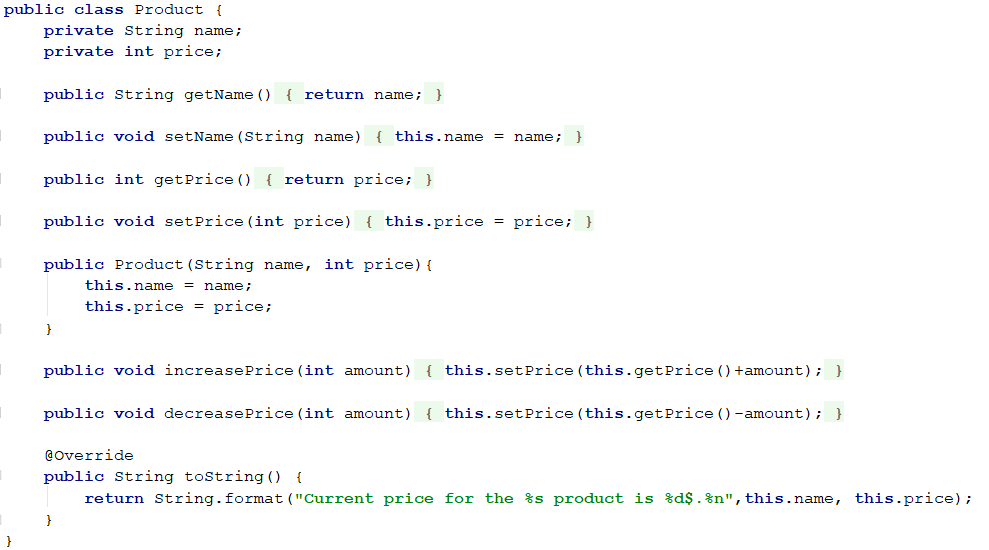 public class Product {
    private String name;
    private int price;

    public String getName() { return name; }

    public void setName(String name) { this.name = name; }

    public int getPrice() { return price; }

    public void setPrice(int price) { this.price = price; }

    public Product(String name, int price){
        this.name = name;
        this.price = price;
    }

    public void increasePrice(int amount) { this.setPrice(this.getPrice()+amount); }

    public void decreasePrice(int amount) { this.setPrice(this.getPrice()-amount); }

    @Override
    public String toString() {
        return String.format("Current price for the %s product is %d$.%n",this.name, this.price);
    }
}